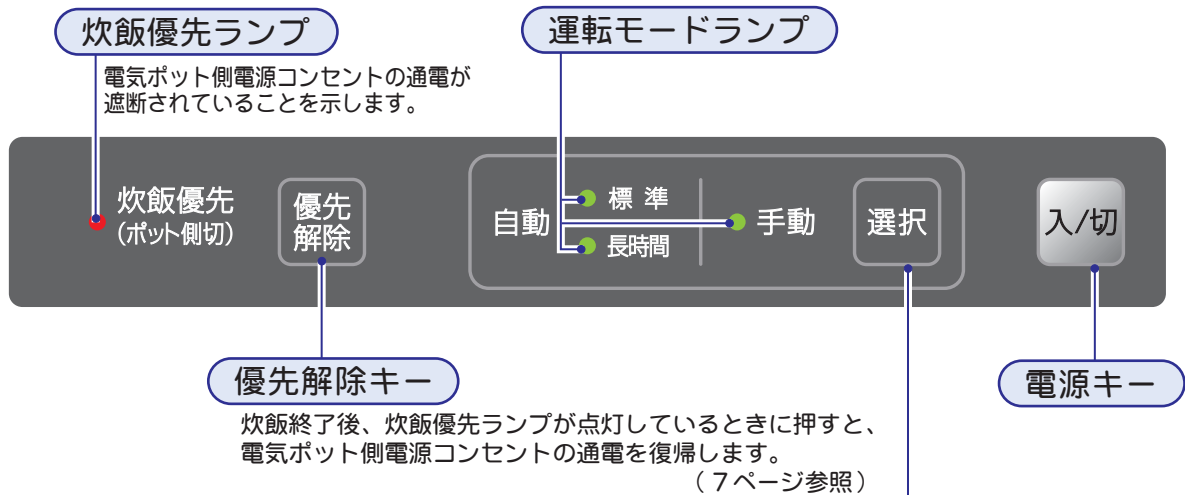 炊飯優先ランプ
電気ポット側電源コンセントの通電が
遮断されていることを示します。
運転モードランプ
炊飯優先
(ポット側切)
優先
解除
自動
標準
長時間
手動
選択
入/切
優先解除キー
炊飯終了後、炊飯優先ランプが点灯しているときに押すと、
電気ポット側電源コンセントの通電を復帰します。
（７ページ参照）
電源キー